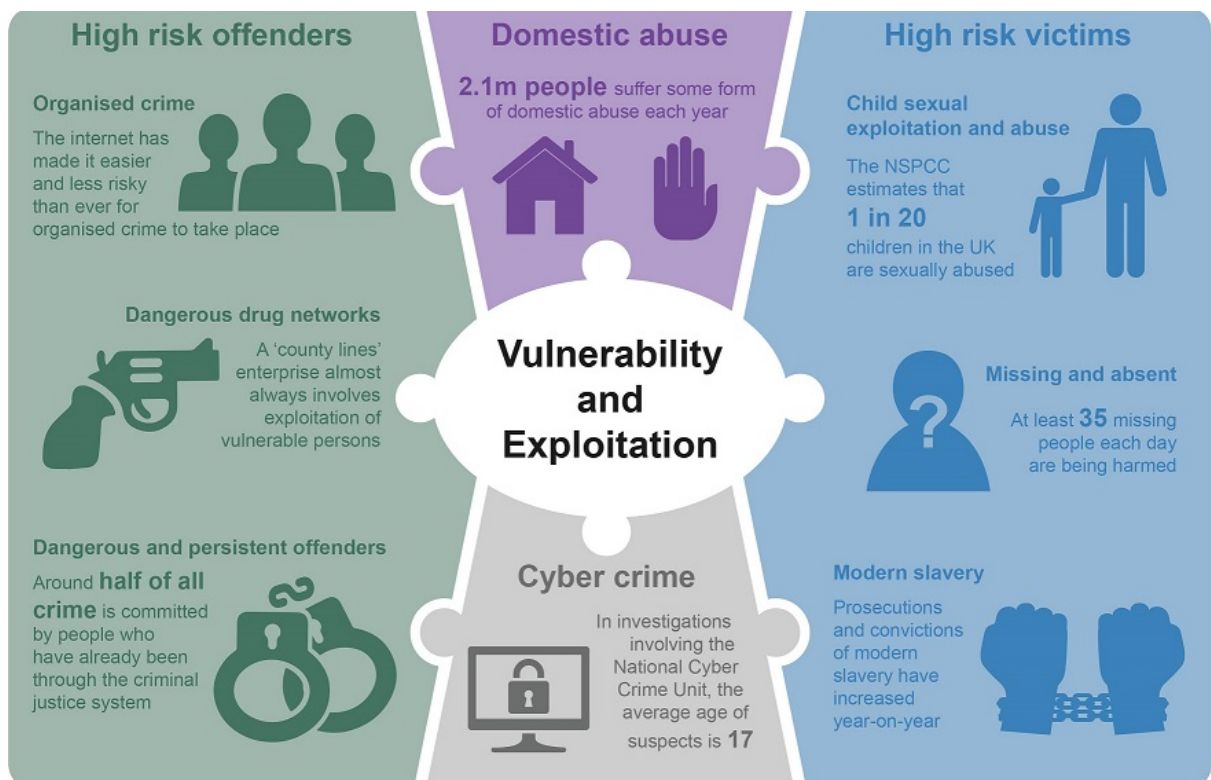 High risk offenders
Organised crime
The internet has
made it easier
and less risky
than ever for
organised crime to take place
Dangerous drug networks
A ‘county lines’
enterprise almost
always involves
exploitation of
vulnerable persons
Dangerous and persistent offenders
Around half of all
crime is committed
by people who
have already been
through the criminal
justice system
Domestic abuse
2.1m people suffer some form
of domestic abuse each year
Vulnerability
and
Exploitation
Cyber crime
In investigations
involving the
National Cyber
Crime Unit, the
average age of
suspects is 17
High risk victims
Child sexual
exploitation and abuse
The NSPCC
estimates that
1 in 20
children in the UK
are sexually abused
?
Missing and absent
At least 35 missing
people each day
are being harmed
Modern slavery
Prosecutions
and convictions
of modern
slavery have
increased
year-on-year